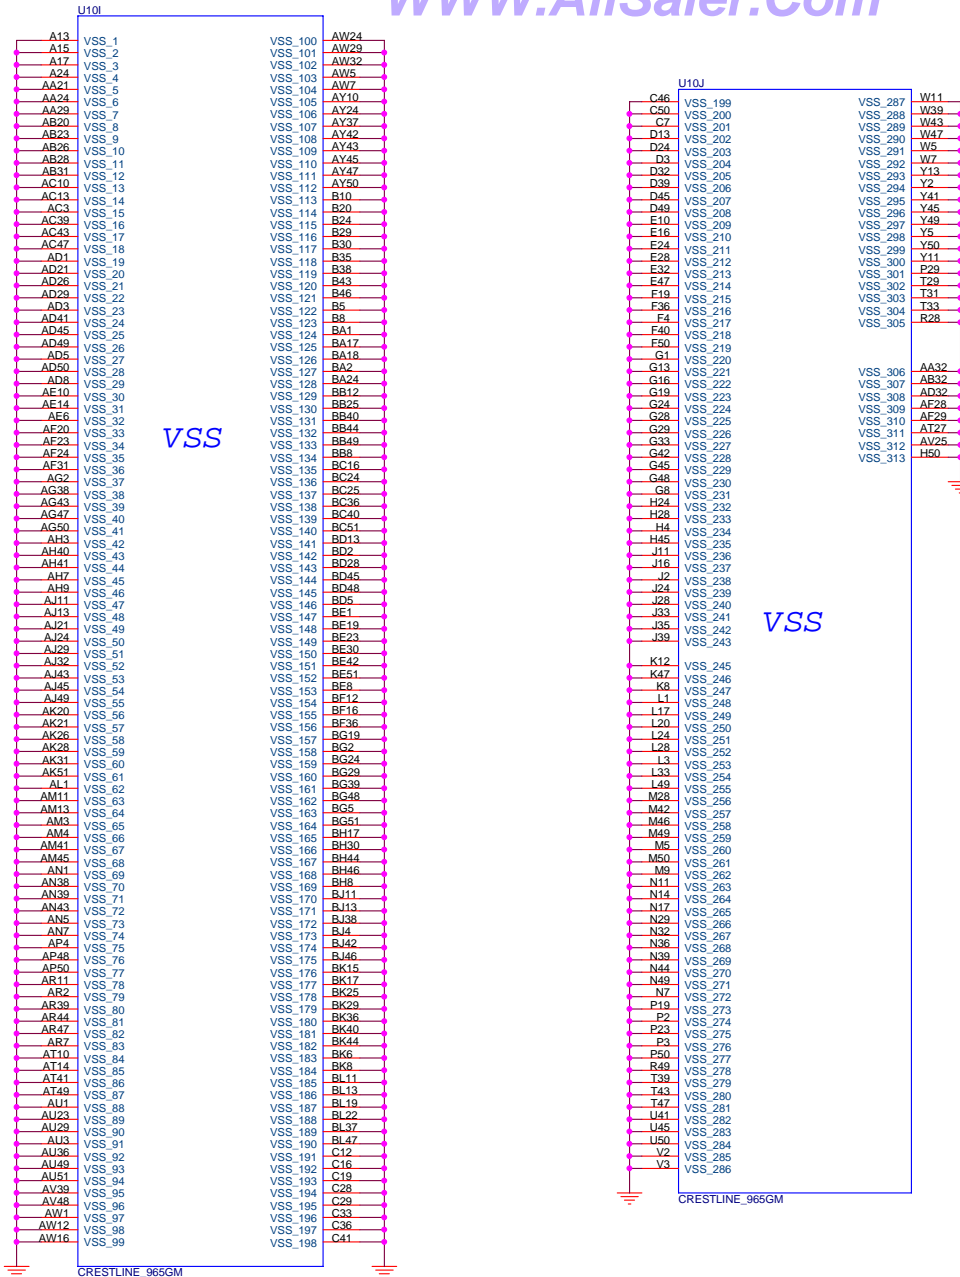 WWW.AllSaler.Com
U10I
A13 VSS_1 VSS_100 AW24
A15 VSS_2 VSS_101 AW29
A17 VSS_3 VSS_102 AW32
A24 VSS_4 VSS_103 AW5
AA21 VSS_5 VSS_104 AW7
AA24 VSS_6 VSS_105 AY10
AA29 VSS_7 VSS_106 AY24
AB20 VSS_8 VSS_107 AY37
AB23 VSS_9 VSS_108 AY42
AB26 VSS_10 VSS_109 AY43
AB28 VSS_11 VSS_110 AY45
AB31 VSS_12 VSS_111 AY47
AC10 VSS_13 VSS_112 AY50
AC13 VSS_14 VSS_113 B10
AC3 VSS_15 VSS_114 B20
AC39 VSS_16 VSS_115 B24
AC43 VSS_17 VSS_116 B29
AC47 VSS_18 VSS_117 B30
AD1 VSS_19 VSS_118 B35
AD21 VSS_20 VSS_119 B38
AD26 VSS_21 VSS_120 B43
AD29 VSS_22 VSS_121 B46
AD3 VSS_23 VSS_122 B5
AD41 VSS_24 VSS_123 B8
AD45 VSS_25 VSS_124 BA1
AD49 VSS_26 VSS_125 BA17
AD5 VSS_27 VSS_126 BA18
AD50 VSS_28 VSS_127 BA2
AD8 VSS_29 VSS_128 BA24
AE10 VSS_30 VSS_129 BB12
AE14 VSS_31 VSS_130 BB25
AE6 VSS_32 VSS_131 BB40
AF20 VSS_33 VSS_132 BB44
AF23 VSS_34 VSS_133 BB49
AF24 VSS_35 VSS_134 BB8
AF31 VSS_36 VSS_135 BC16
AG2 VSS_37 VSS_136 BC24
AG38 VSS_38 VSS_137 BC25
AG43 VSS_39 VSS_138 BC36
AG47 VSS_40 VSS_139 BC40
AG50 VSS_41 VSS_140 BC51
AH3 VSS_42 VSS_141 BD13
AH40 VSS_43 VSS_142 BD2
AH41 VSS_44 VSS_143 BD28
AH7 VSS_45 VSS_144 BD45
AH9 VSS_46 VSS_145 BD48
AJ11 VSS_47 VSS_146 BD5
AJ13 VSS_48 VSS_147 BE1
AJ21 VSS_49 VSS_148 BE19
AJ24 VSS_50 VSS_149 BE23
AJ29 VSS_51 VSS_150 BE30
AJ32 VSS_52 VSS_151 BE42
AJ43 VSS_53 VSS_152 BE51
AJ45 VSS_54 VSS_153 BE8
AJ49 VSS_55 VSS_154 BF12
AK20 VSS_56 VSS_155 BF16
AK21 VSS_57 VSS_156 BF36
AK26 VSS_58 VSS_157 BG19
AK28 VSS_59 VSS_158 BG2
AK31 VSS_60 VSS_159 BG24
AK51 VSS_61 VSS_160 BG29
AL1 VSS_62 VSS_161 BG39
AM11 VSS_63 VSS_162 BG48
AM13 VSS_64 VSS_163 BG5
AM3 VSS_65 VSS_164 BG51
AM4 VSS_66 VSS_165 BH17
AM41 VSS_67 VSS_166 BH30
AM45 VSS_68 VSS_167 BH44
AN1 VSS_69 VSS_168 BH46
AN38 VSS_70 VSS_169 BH8
AN39 VSS_71 VSS_170 BJ11
AN43 VSS_72 VSS_171 BJ13
AN5 VSS_73 VSS_172 BJ38
AN7 VSS_74 VSS_173 BJ4
AP4 VSS_75 VSS_174 BJ42
AP48 VSS_76 VSS_175 BJ46
AP50 VSS_77 VSS_176 BK15
AR11 VSS_78 VSS_177 BK17
AR2 VSS_79 VSS_178 BK25
AR39 VSS_80 VSS_179 BK29
AR44 VSS_81 VSS_180 BK36
AR47 VSS_82 VSS_181 BK40
AR7 VSS_83 VSS_182 BK44
AT10 VSS_84 VSS_183 BK6
AT14 VSS_85 VSS_184 BK8
AT41 VSS_86 VSS_185 BL11
AT49 VSS_87 VSS_186 BL13
AU1 VSS_88 VSS_187 BL19
AU23 VSS_89 VSS_188 BL22
AU29 VSS_90 VSS_189 BL37
AU3 VSS_91 VSS_190 BL47
AU36 VSS_92 VSS_191 C12
AU49 VSS_93 VSS_192 C16
AU51 VSS_94 VSS_193 C19
AV39 VSS_95 VSS_194 C28
AV48 VSS_96 VSS_195 C29
AW1 VSS_97 VSS_196 C33
AW12 VSS_98 VSS_197 C36
AW16 VSS_99 VSS_198 C41
VSS
CRESTLINE_965GM
U10J
C46 VSS_199 VSS_287 W11
C50 VSS_200 VSS_288 W39
C7 VSS_201 VSS_289 W43
D13 VSS_202 VSS_290 W47
D24 VSS_203 VSS_291 W5
D3 VSS_204 VSS_292 W7
D32 VSS_205 VSS_293 Y13
D39 VSS_206 VSS_294 Y2
D45 VSS_207 VSS_295 Y41
D49 VSS_208 VSS_296 Y45
E10 VSS_209 VSS_297 Y49
E16 VSS_210 VSS_298 Y5
E24 VSS_211 VSS_299 Y50
E28 VSS_212 VSS_300 Y11
E32 VSS_213 VSS_301 P29
E47 VSS_214 VSS_302 T29
F19 VSS_215 VSS_303 T31
F36 VSS_216 VSS_304 T33
F4 VSS_217 VSS_305 R28
F40 VSS_218
F50 VSS_219
G1 VSS_220
G13 VSS_221 VSS_306 AA32
G16 VSS_222 VSS_307 AB32
G19 VSS_223 VSS_308 AD32
G24 VSS_224 VSS_309 AF28
G28 VSS_225 VSS_310 AF29
G29 VSS_226 VSS_311 AT27
G33 VSS_227 VSS_312 AV25
G42 VSS_228 VSS_313 H50
G45 VSS_229
G48 VSS_230
G8 VSS_231
H24 VSS_232
H28 VSS_233
H4 VSS_234
H45 VSS_235
J11 VSS_236
J16 VSS_237
J2 VSS_238
J24 VSS_239
J28 VSS_240
J33 VSS_241
J35 VSS_242
J39 VSS_243
VSS
K12 VSS_245
K47 VSS_246
K8 VSS_247
L1 VSS_248
L17 VSS_249
L20 VSS_250
L24 VSS_251
L28 VSS_252
L3 VSS_253
L33 VSS_254
L49 VSS_255
M28 VSS_256
M42 VSS_257
M46 VSS_258
M49 VSS_259
M5 VSS_260
M50 VSS_261
M9 VSS_262
N11 VSS_263
N14 VSS_264
N17 VSS_265
N29 VSS_266
N32 VSS_267
N36 VSS_268
N39 VSS_269
N44 VSS_270
N49 VSS_271
N7 VSS_272
P19 VSS_273
P2 VSS_274
P23 VSS_275
P3 VSS_276
P50 VSS_277
R49 VSS_278
T39 VSS_279
T43 VSS_280
T47 VSS_281
U41 VSS_282
U45 VSS_283
U50 VSS_284
V2 VSS_285
V3 VSS_286
CRESTLINE_965GM